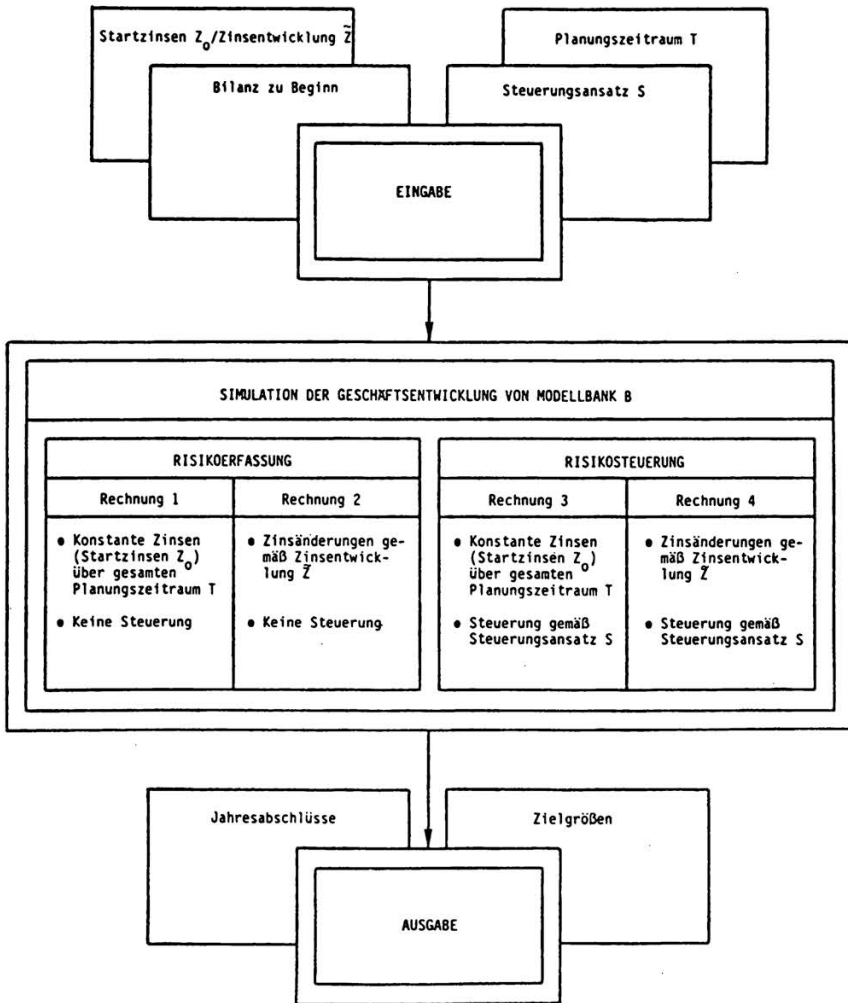 Startzinsen Z₀/Zinsentwicklung Z̃
Planungszeitraum T
Bilanz zu Beginn
Steuerungsansatz S
EINGABE
SIMULATION DER GESCHÄFTSENTWICKLUNG VON MODELLBANK B
RISIKOERFASSUNG
RISIKOSTEUERUNG
Rechnung 1
Rechnung 2
Rechnung 3
Rechnung 4
• Konstante Zinsen
(Startzinsen Z₀)
über gesamten
Planungszeitraum T
• Keine Steuerung
• Zinsänderungen ge-
mäß Zinsentwick-
lung Z̃
• Keine Steuerung
• Konstante Zinsen
(Startzinsen Z₀)
über gesamten
Planungszeitraum T
• Steuerung gemäß
Steuerungsansatz S
• Zinsänderungen ge-
mäß Zinsentwick-
lung Z̃
• Steuerung gemäß
Steuerungsansatz S
Jahresabschlüsse
Zielgrößen
AUSGABE